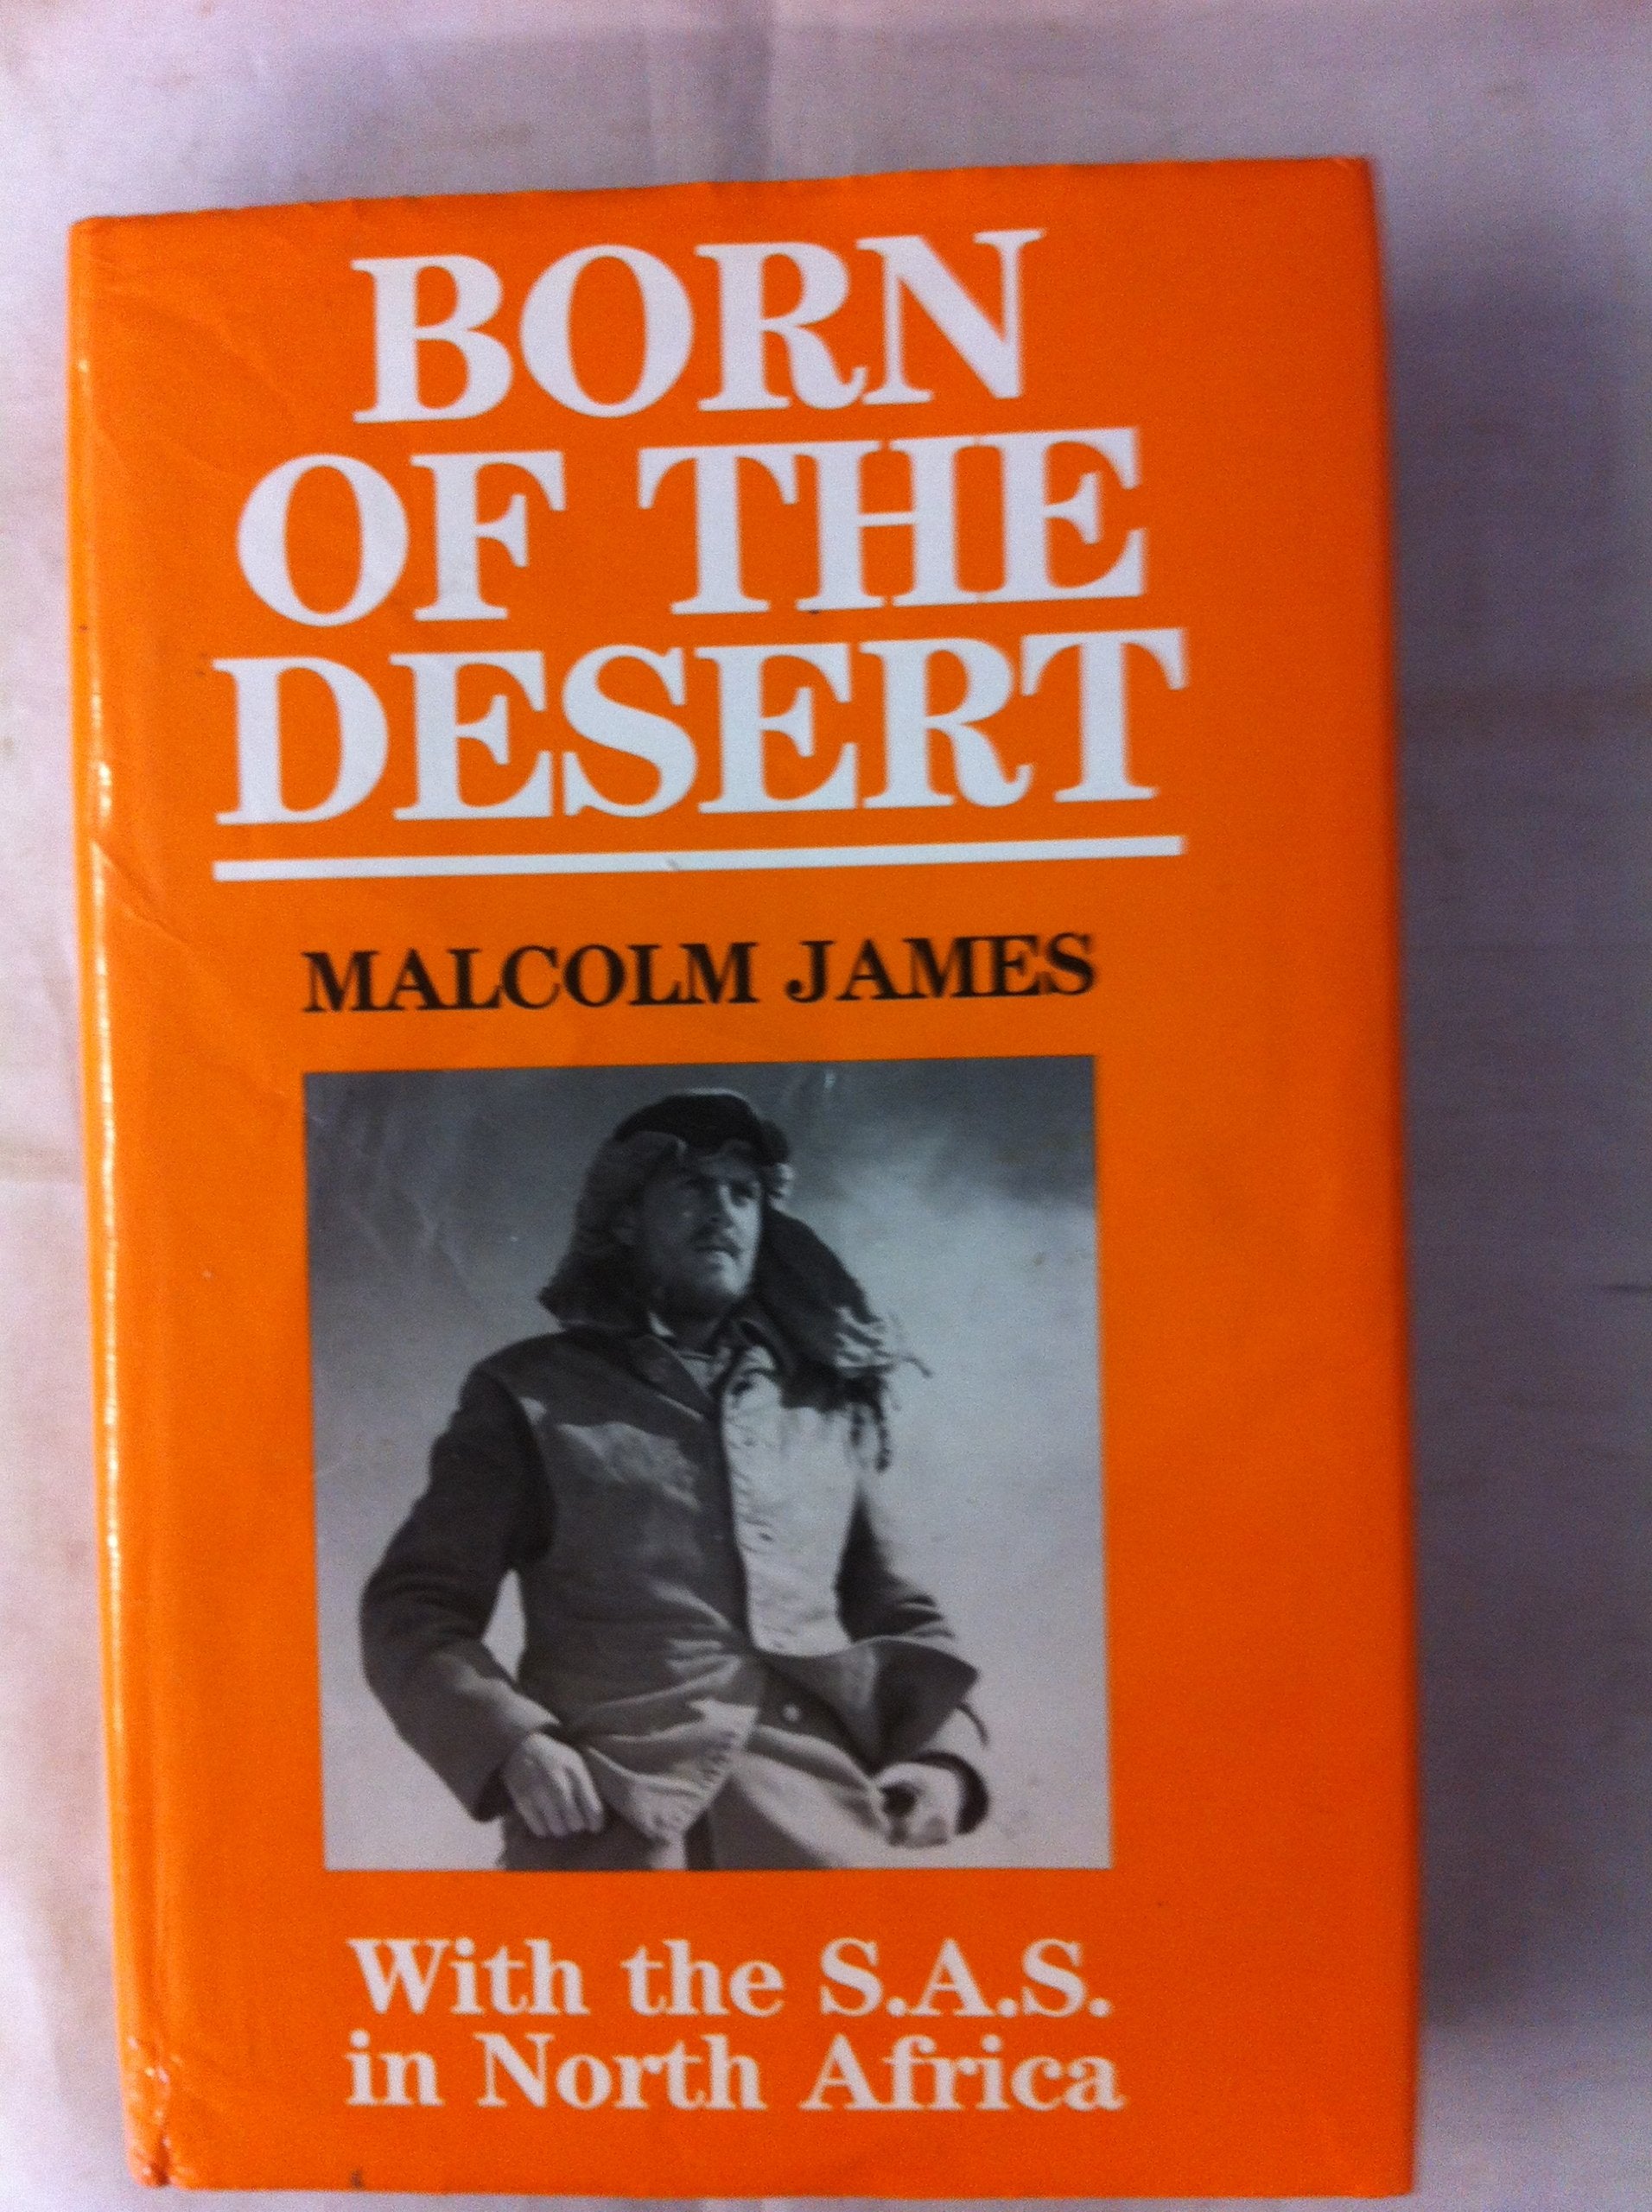 BORN
OF THE
DESERT
MALCOLM JAMES
With the S.A.S.
in North Africa